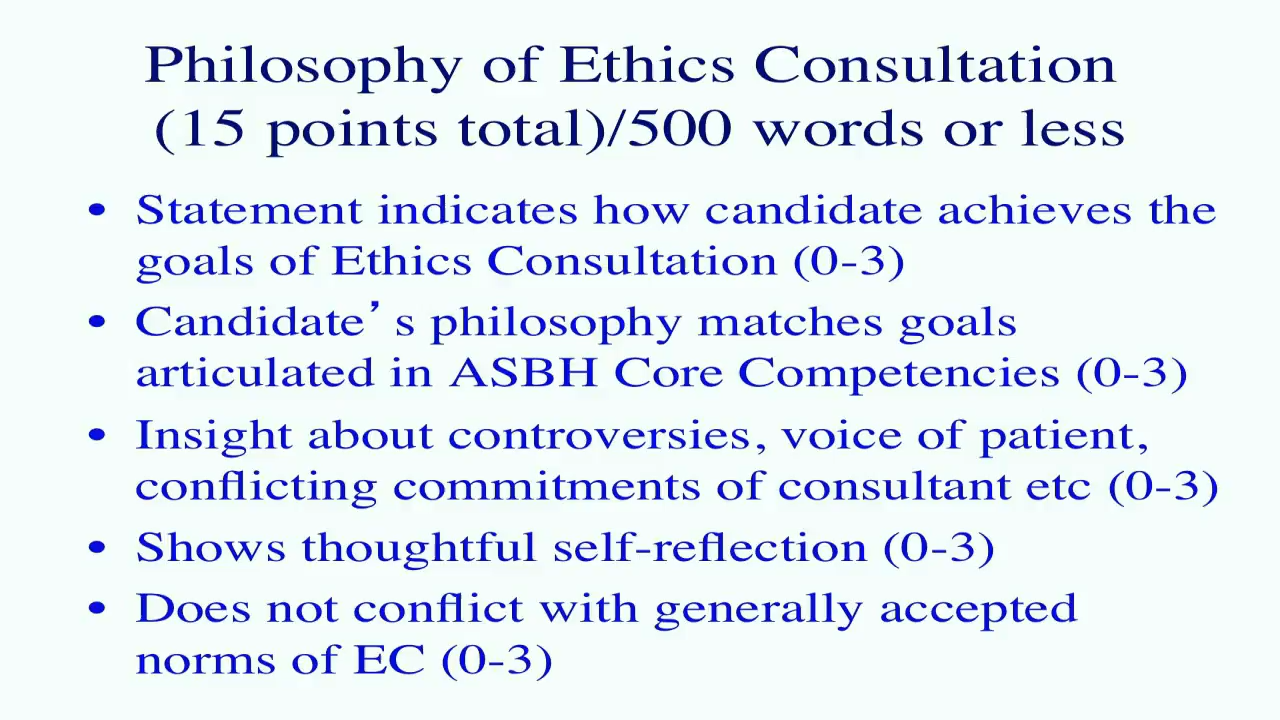 Philosophy of Ethics Consultation
(15 points total)/500 words or less
• Statement indicates how candidate achieves the
goals of Ethics Consultation (0-3)
• Candidate’s philosophy matches goals
articulated in ASBH Core Competencies (0-3)
• Insight about controversies, voice of patient,
conflicting commitments of consultant etc (0-3)
• Shows thoughtful self-reflection (0-3)
• Does not conflict with generally accepted
norms of EC (0-3)